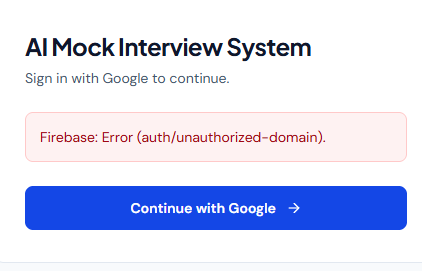 AI Mock Interview System
Sign in with Google to continue.
Firebase: Error (auth/unauthorized-domain).
Continue with Google →